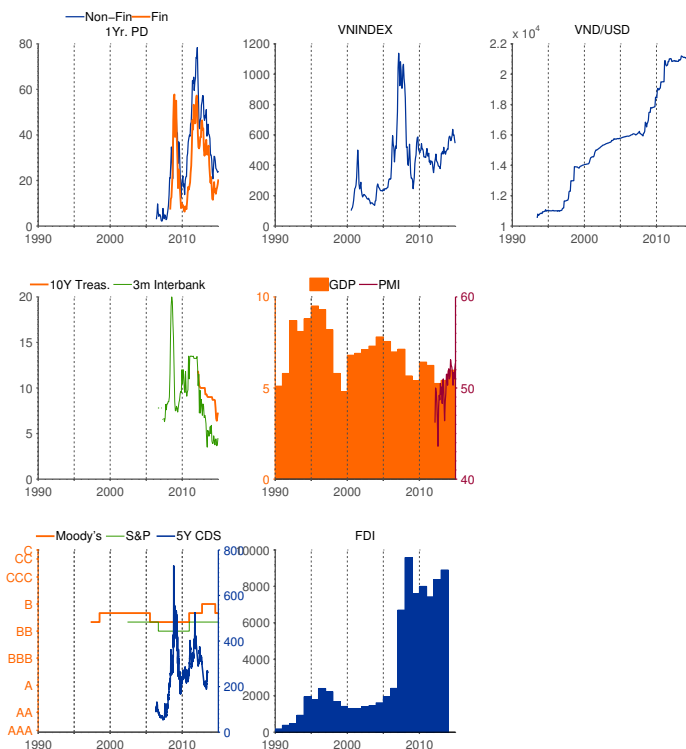 Non−Fin Fin
1Yr. PD
VNINDEX
VND/USD
2.2 x 10^4
80
60
40
20
0
1990 2000 2010
1200
1000
800
600
400
200
0
1990 2000 2010
2
1.8
1.6
1.4
1.2
1
1990 2000 2010
10Y Treas. 3m Interbank
GDP PMI
20
15
10
5
0
1990 2000 2010
10
5
0
60
50
40
1990 2000 2010
Moody's S&P 5Y CDS
FDI
C
CC
CCC
B
BB
BBB
A
AA
AAA
800
600
400
200
0
1990 2000 2010
10000
8000
6000
4000
2000
0
1990 2000 2010